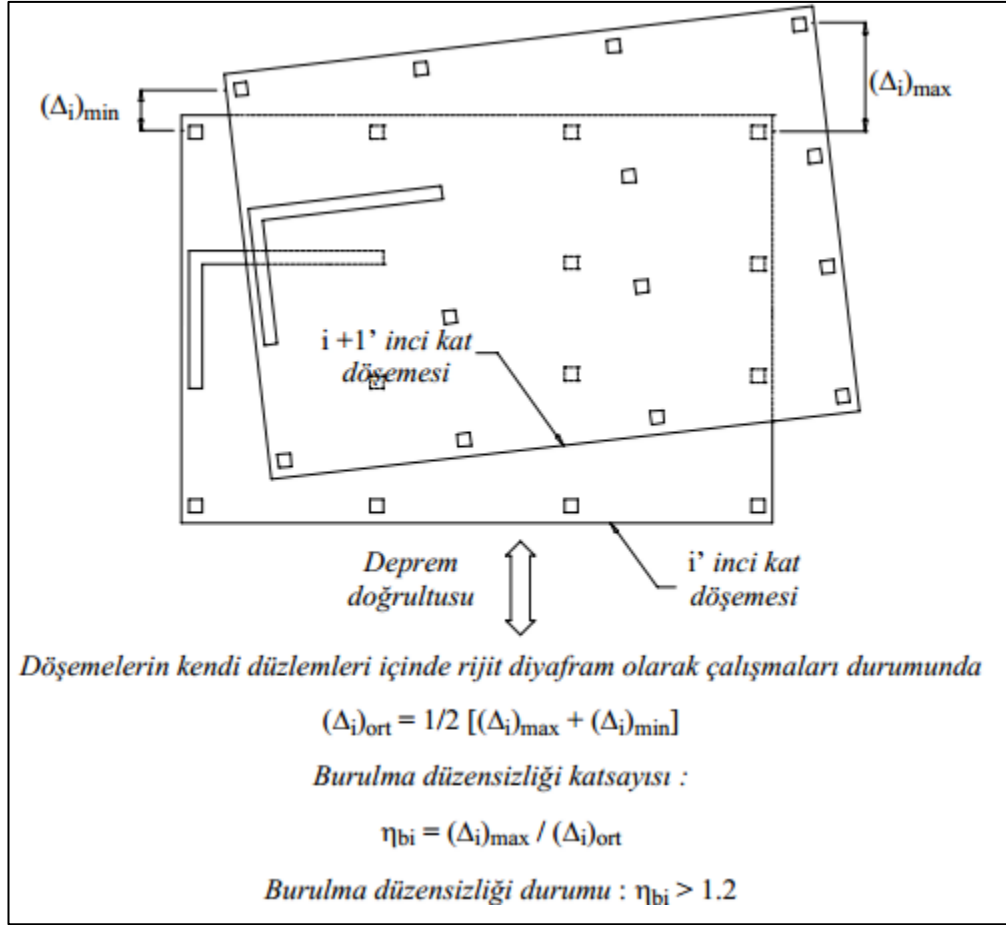 (Δi)min
(Δi)max
i +1’ inci kat
döşemesi
Deprem
doğrultusu
i’ inci kat
döşemesi
Döşemelerin kendi düzlemleri içinde rijit diyafram olarak çalışmaları durumunda
(Δi)ort = 1/2 [(Δi)max + (Δi)min]
Burulma düzensizliği katsayısı :
ηbi = (Δi)max / (Δi)ort
Burulma düzensizliği durumu : ηbi > 1.2